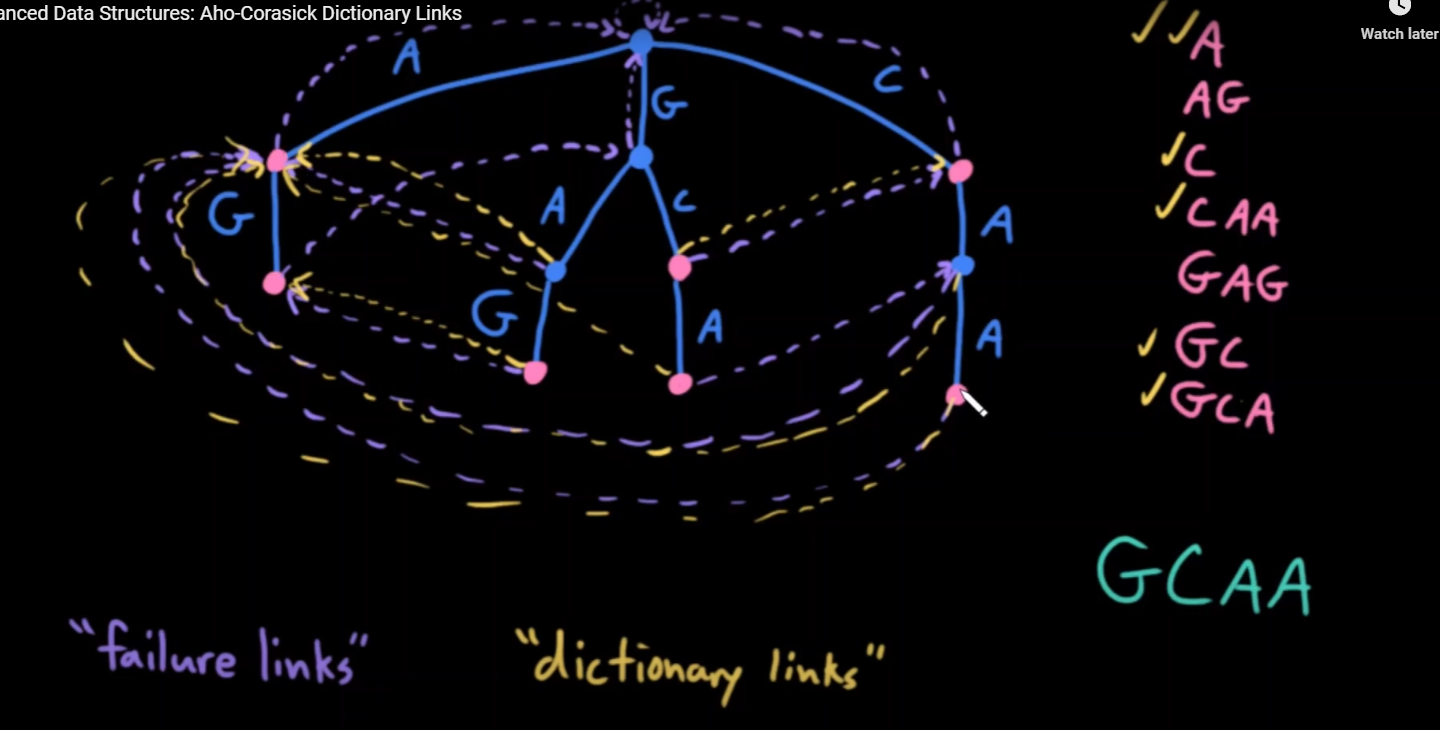 anced Data Structures: Aho-Corasick Dictionary Links
Watch later
A
G
C
G
A
C
A
G
A
A
A
AG
C
CAA
GAG
GC
GCA
GCAA
"failure links"
"dictionary links"